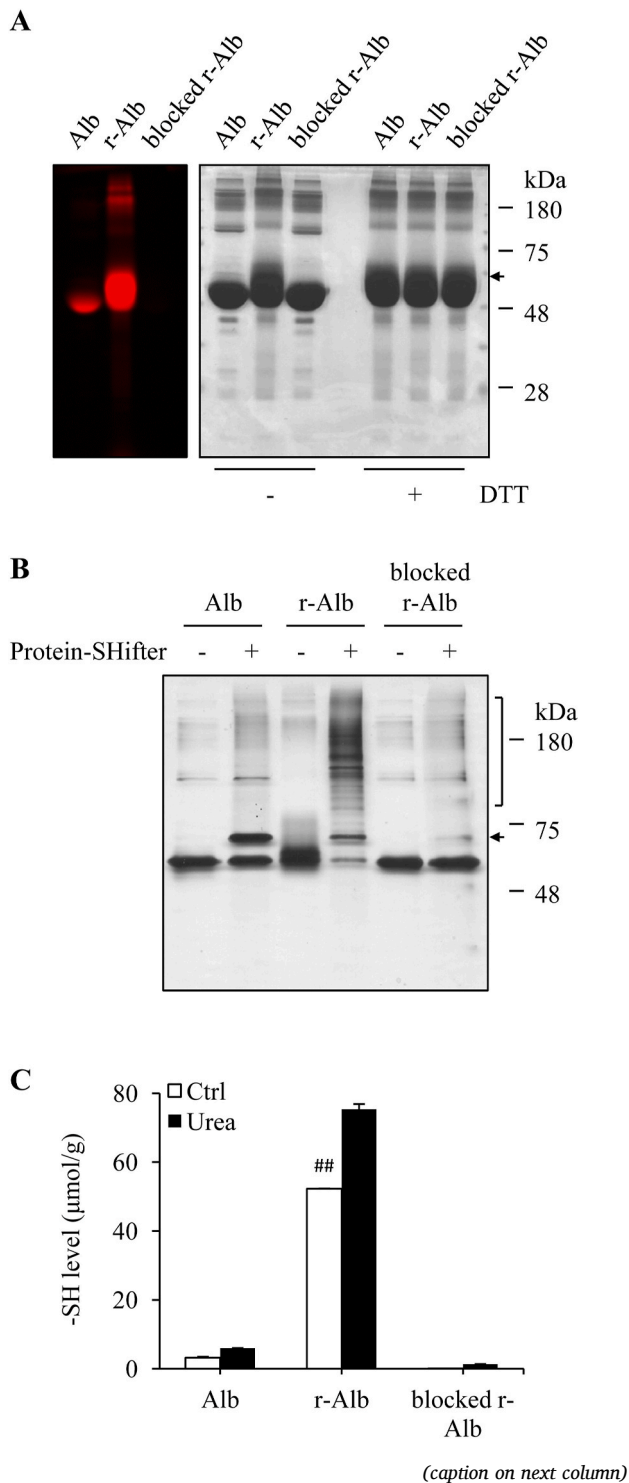 A
Alb r-Alb blocked r-Alb Alb r-Alb blocked r-Alb Alb r-Alb blocked r-Alb
kDa
180
75
48
28
- + DTT
B
blocked
Alb r-Alb r-Alb
Protein-SHifter - + - + - +
kDa
180
75
48
C
80
Ctrl
Urea
60
##
40
20
0
-SH level (μmol/g)
Alb r-Alb blocked r-
Alb
(caption on next column)